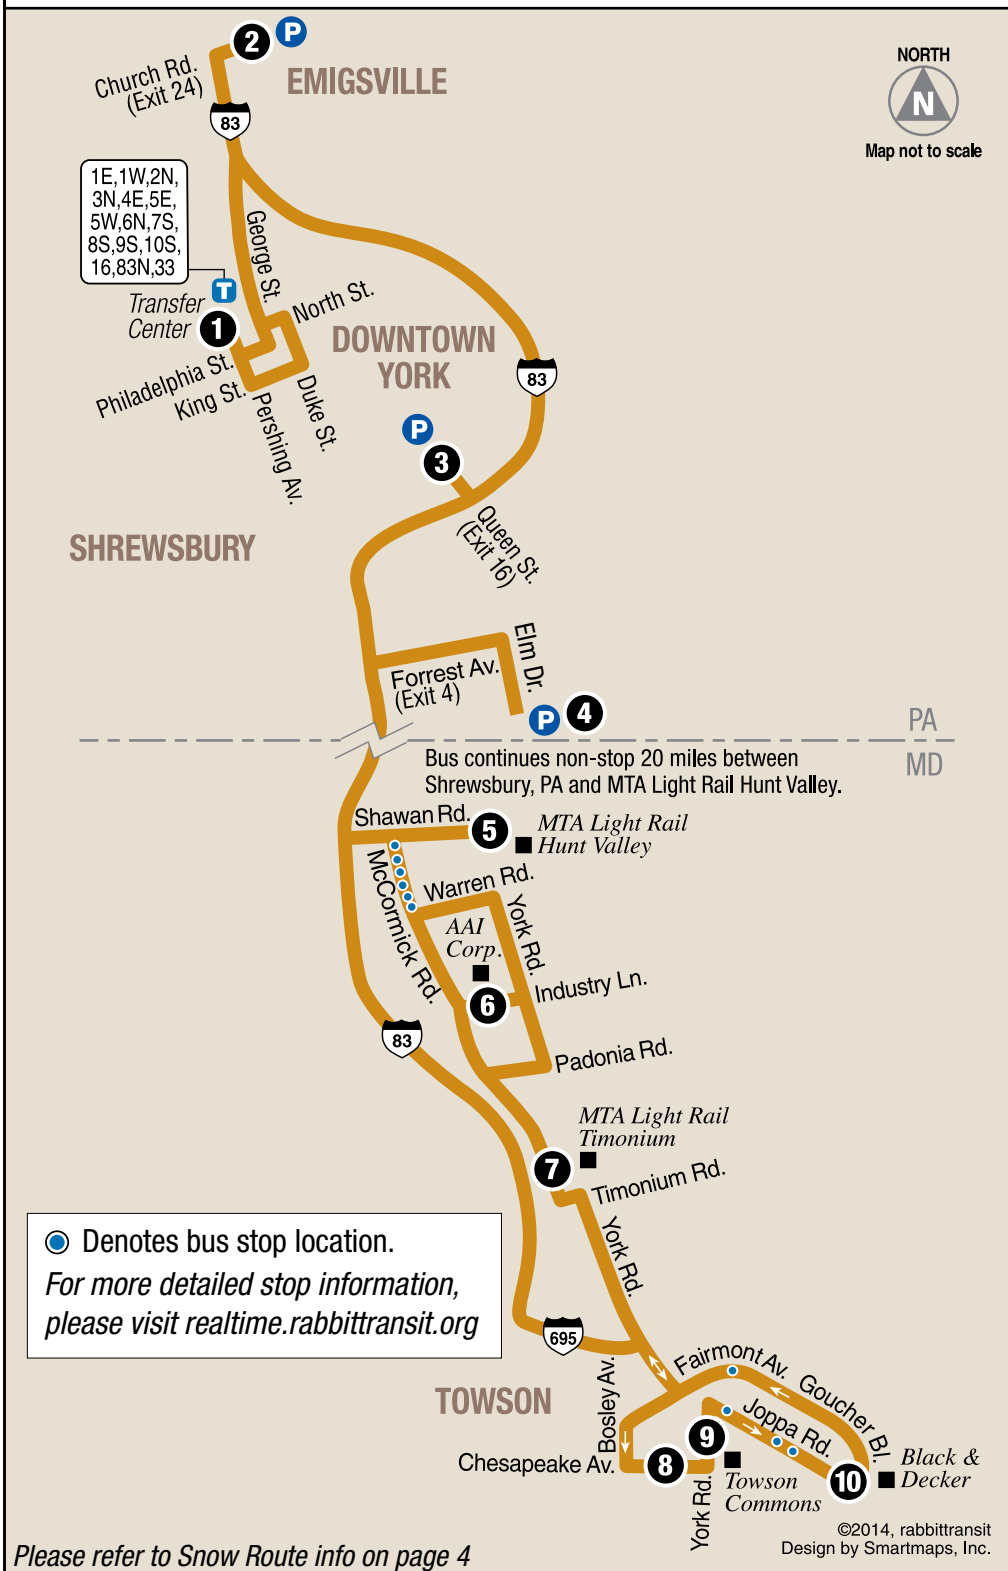 2
P
Church Rd.
(Exit 24)
EMIGSVILLE
83
NORTH
N
Map not to scale
1E,1W,2N,
3N,4E,5E,
5W,6N,7S,
8S,9S,10S,
16,83N,33
T
Transfer
Center
1
George St.
North St.
Philadelphia St.
King St.
Pershing Av.
Duke St.
DOWNTOWN
YORK
83
P
3
Queen St.
(Exit 16)
SHREWSBURY
Forrest Av.
(Exit 4)
Elm Dr.
P
4
PA
MD
Bus continues non-stop 20 miles between
Shrewsbury, PA and MTA Light Rail Hunt Valley.
Shawan Rd.
5
MTA Light Rail
Hunt Valley
McCormick Rd.
Warren Rd.
York Rd.
AAI
Corp.
6
Industry Ln.
83
Padonia Rd.
MTA Light Rail
Timonium
7
Timonium Rd.
York Rd.
Denotes bus stop location.
For more detailed stop information,
please visit realtime.rabbittransit.org
695
TOWSON
Bosley Av.
Fairmont Av.
Goucher Bl.
Joppa Rd.
Chesapeake Av.
8
9
York Rd.
Towson
Commons
10
Black &
Decker
©2014, rabbittransit
Design by Smartmaps, Inc.
Please refer to Snow Route info on page 4